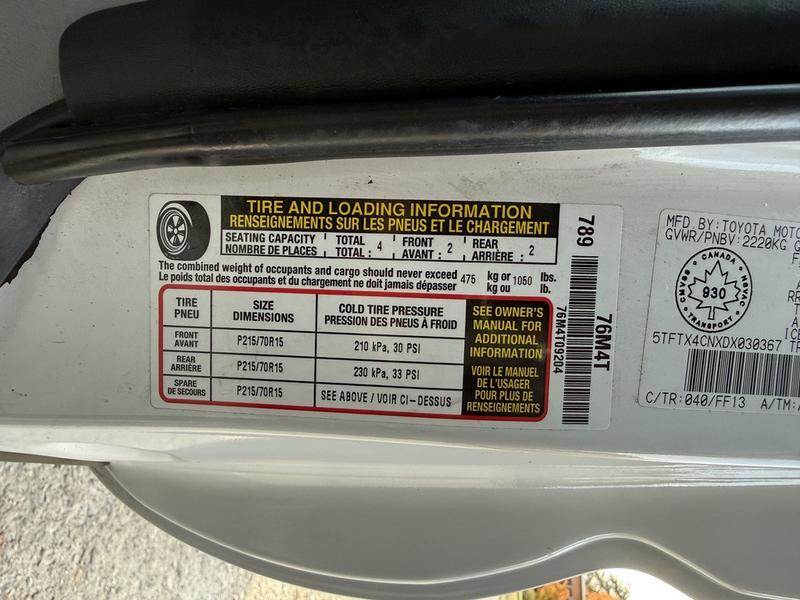 TIRE AND LOADING INFORMATION
RENSEIGNEMENTS SUR LES PNEUS ET LE CHARGEMENT
SEATING CAPACITY TOTAL FRONT REAR
NOMBRE DE PLACES TOTAL : 4 AVANT : 2 ARRIÈRE : 2
The combined weight of occupants and cargo should never exceed 475 kg or 1050 lbs.
Le poids total des occupants et du chargement ne doit jamais dépasser kg ou lb.
TIRE SIZE COLD TIRE PRESSURE
PNEU DIMENSIONS PRESSION DES PNEUS À FROID
FRONT
AVANT P215/70R15 210 kPa, 30 PSI
REAR
ARRIÈRE P215/70R15 230 kPa, 33 PSI
SPARE
DE SECOURS P215/70R15 SEE ABOVE / VOIR CI-DESSUS
SEE OWNER'S
MANUAL FOR
ADDITIONAL
INFORMATION
VOIR LE MANUEL
DE L'USAGER
POUR PLUS DE
RENSEIGNEMENTS
789
76M4T
76M4T092204
MFD BY: TOYOTA
GVWR/PNBV: 2220KG
CANADA
CMVSS NSVAC
930
TRANSPORT
5TFTX4CNXDX030367
C/TR: 040/FF13 A/TM: